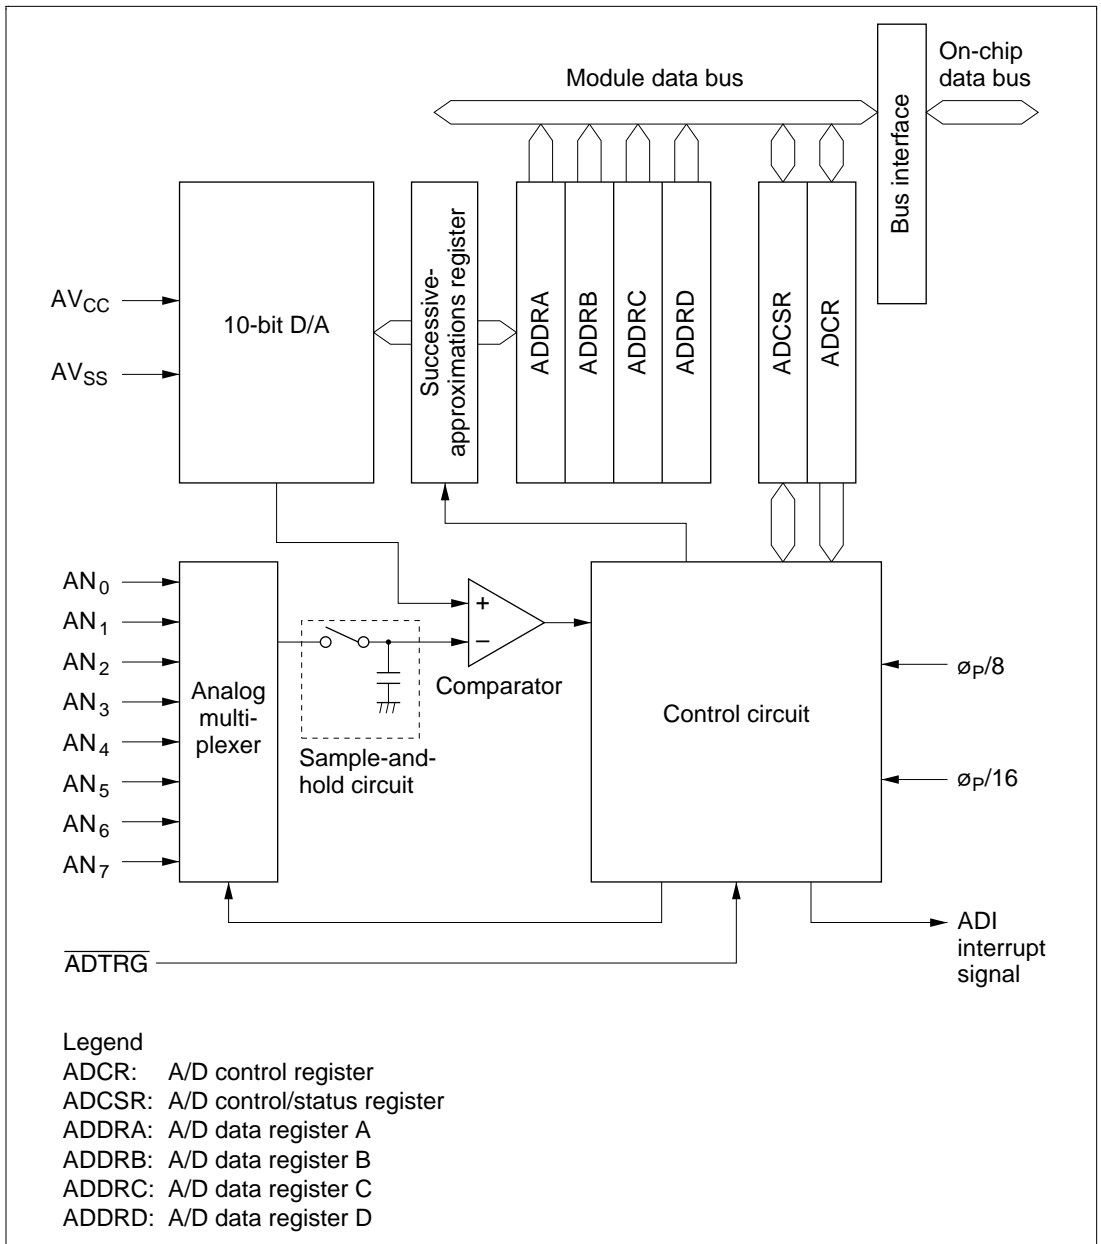 On-chip
data bus
Module data bus
Bus interface
Successive-
approximations register
ADDRA
ADDRB
ADDRC
ADDRD
ADCSR
ADCR
AVCC
10-bit D/A
AVSS
AN0
AN1
AN2
AN3
AN4
AN5
AN6
AN7
Analog
multi-
plexer
+
−
Comparator
Sample-and-
hold circuit
Control circuit
øP/8
øP/16
ADI
interrupt
signal
ADTRG
Legend
ADCR: A/D control register
ADCSR: A/D control/status register
ADDRA: A/D data register A
ADDRB: A/D data register B
ADDRC: A/D data register C
ADDRD: A/D data register D